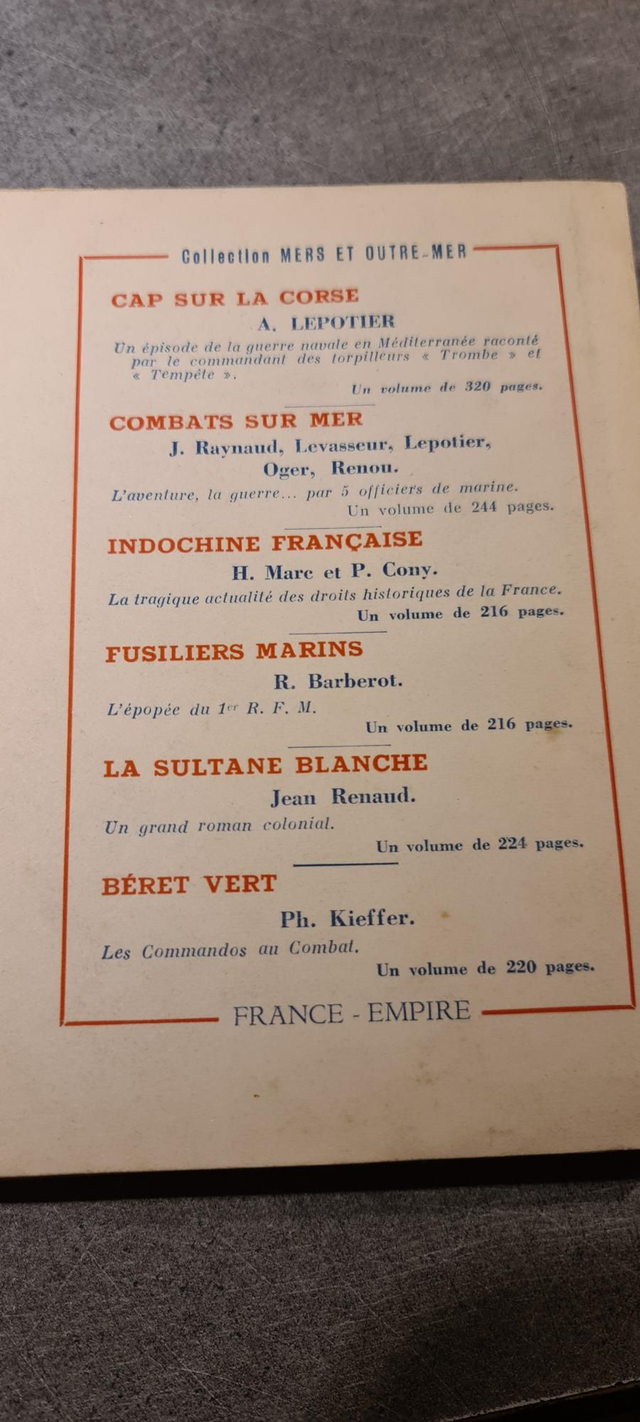 Collection MERS ET OUTRE-MER
CAP SUR LA CORSE
A. LEPOTIER
Un épisode de la guerre navale en Méditerranée raconté
par le commandant des torpilleurs « Trombe » et
« Tempête ».
Un volume de 320 pages.
COMBATS SUR MER
J. Raynaud, Levasseur, Lepotier,
Oger, Renou.
L'aventure, la guerre... par 5 officiers de marine.
Un volume de 244 pages.
INDOCHINE FRANÇAISE
H. Marc et P. Cony.
La tragique actualité des droits historiques de la France.
Un volume de 216 pages.
FUSILIERS MARINS
R. Barberot.
L'épopée du 1er R. F. M.
Un volume de 216 pages.
LA SULTANE BLANCHE
Jean Renaud.
Un grand roman colonial.
Un volume de 224 pages.
BÉRET VERT
Ph. Kieffer.
Les Commandos au Combat.
Un volume de 220 pages.
FRANCE - EMPIRE